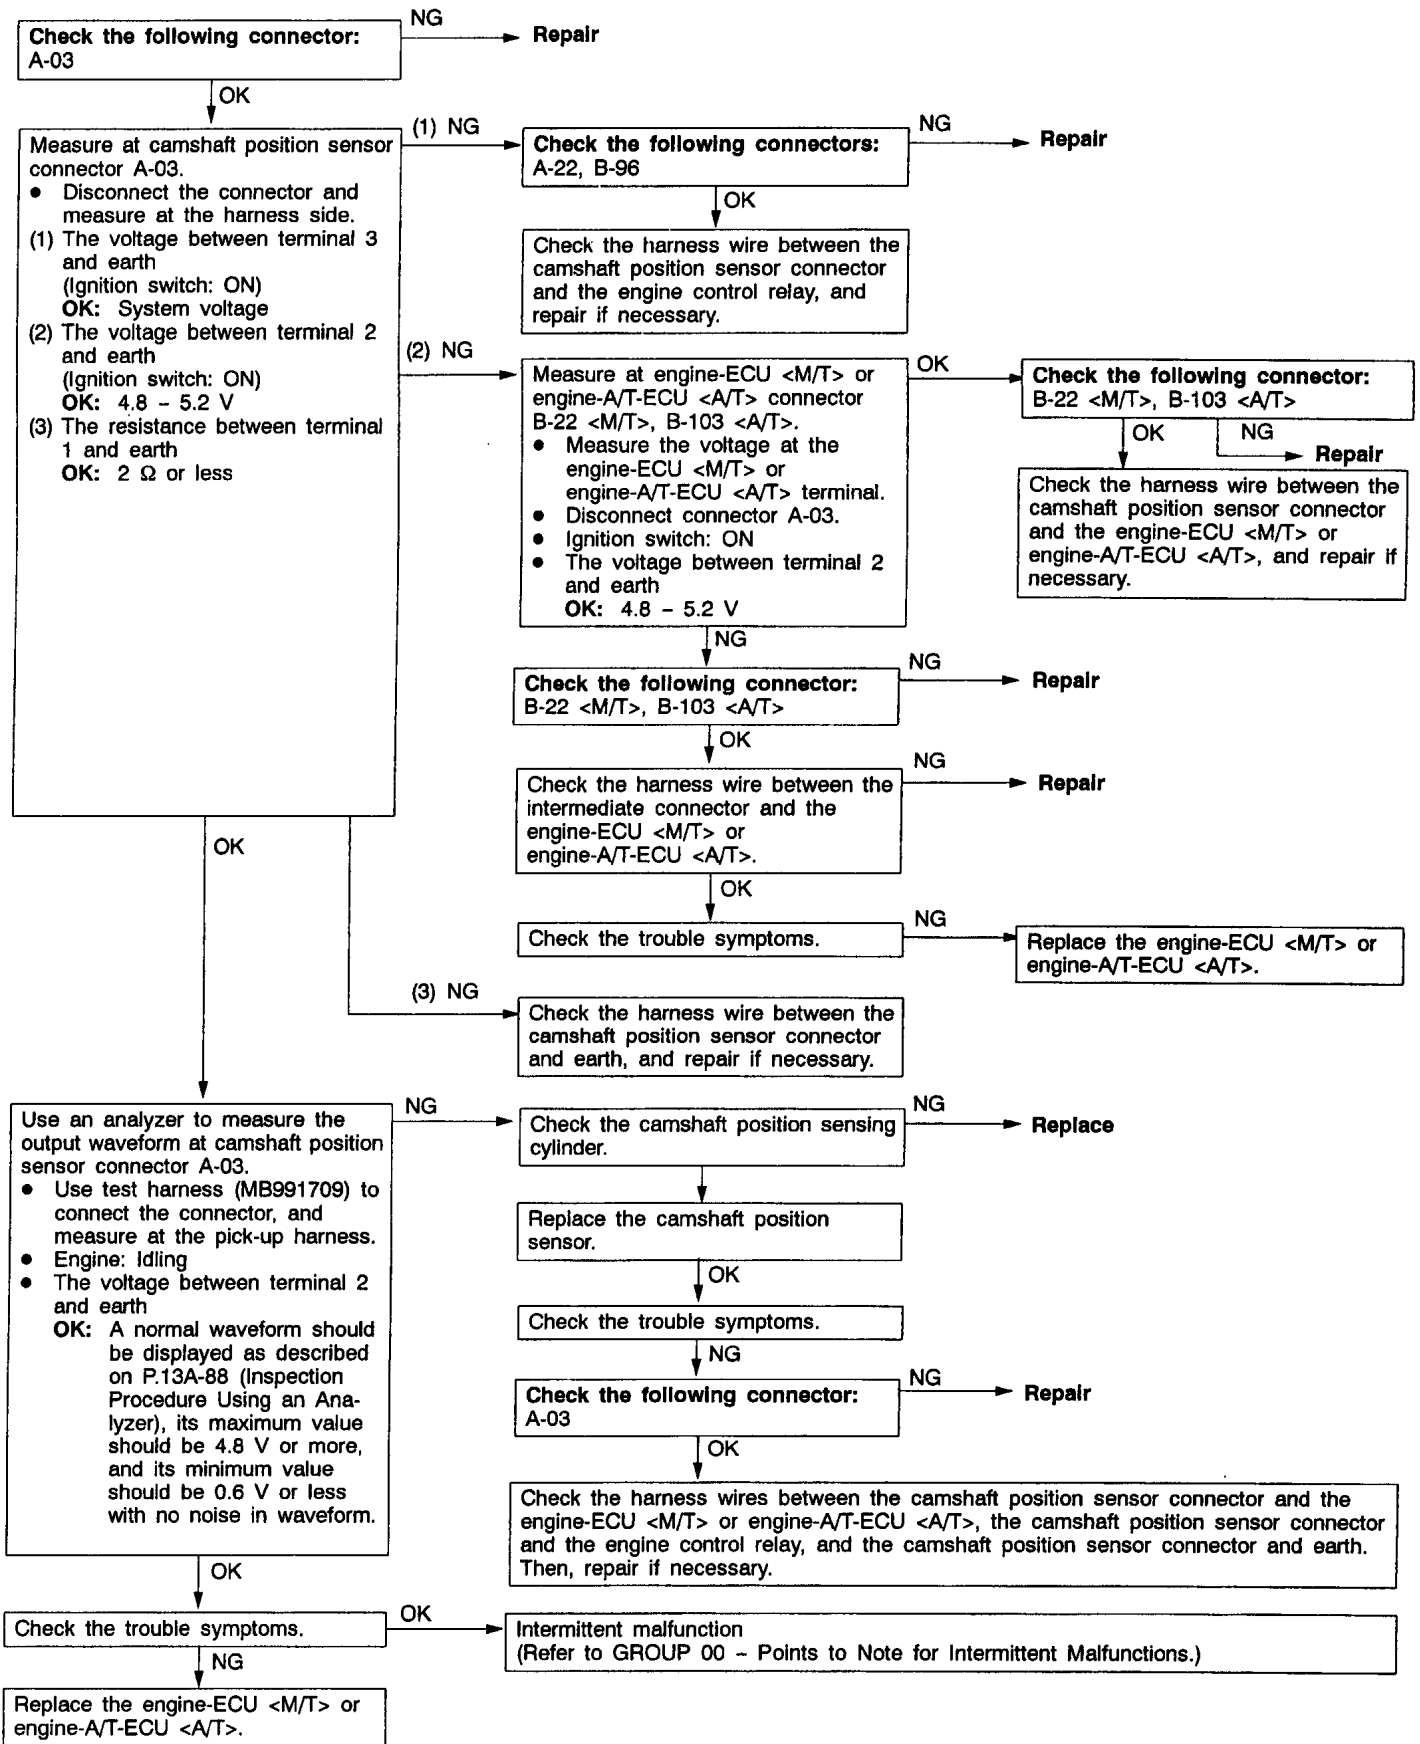 Check the following connector:
A-03
NG
Repair
OK
Measure at camshaft position sensor
connector A-03.
● Disconnect the connector and
measure at the harness side.
(1) The voltage between terminal 3
and earth
(Ignition switch: ON)
OK: System voltage
(2) The voltage between terminal 2
and earth
(Ignition switch: ON)
OK: 4.8 – 5.2 V
(3) The resistance between terminal
1 and earth
OK: 2 Ω or less
(1) NG
Check the following connectors:
A-22, B-96
NG
Repair
OK
Check the harness wire between the
camshaft position sensor connector
and the engine control relay, and
repair if necessary.
(2) NG
Measure at engine-ECU <M/T> or
engine-A/T-ECU <A/T> connector
B-22 <M/T>, B-103 <A/T>.
● Measure the voltage at the
engine-ECU <M/T> or
engine-A/T-ECU <A/T> terminal.
● Disconnect connector A-03.
● Ignition switch: ON
● The voltage between terminal 2
and earth
OK: 4.8 – 5.2 V
OK
Check the following connector:
B-22 <M/T>, B-103 <A/T>
OK
NG
Repair
Check the harness wire between the
camshaft position sensor connector
and the engine-ECU <M/T> or
engine-A/T-ECU <A/T>, and repair if
necessary.
NG
Check the following connector:
B-22 <M/T>, B-103 <A/T>
NG
Repair
OK
Check the harness wire between the
intermediate connector and the
engine-ECU <M/T> or
engine-A/T-ECU <A/T>.
NG
Repair
OK
Check the trouble symptoms.
NG
Replace the engine-ECU <M/T> or
engine-A/T-ECU <A/T>.
(3) NG
Check the harness wire between the
camshaft position sensor connector
and earth, and repair if necessary.
OK
Use an analyzer to measure the
output waveform at camshaft position
sensor connector A-03.
● Use test harness (MB991709) to
connect the connector, and
measure at the pick-up harness.
● Engine: Idling
● The voltage between terminal 2
and earth
OK: A normal waveform should
be displayed as described
on P.13A-88 (Inspection
Procedure Using an Ana-
lyzer), its maximum value
should be 4.8 V or more,
and its minimum value
should be 0.6 V or less
with no noise in waveform.
NG
Check the camshaft position sensing
cylinder.
NG
Replace
Replace the camshaft position
sensor.
OK
Check the trouble symptoms.
NG
Check the following connector:
A-03
NG
Repair
OK
Check the harness wires between the camshaft position sensor connector and the
engine-ECU <M/T> or engine-A/T-ECU <A/T>, the camshaft position sensor connector
and the engine control relay, and the camshaft position sensor connector and earth.
Then, repair if necessary.
OK
Check the trouble symptoms.
OK
Intermittent malfunction
(Refer to GROUP 00 – Points to Note for Intermittent Malfunctions.)
NG
Replace the engine-ECU <M/T> or
engine-A/T-ECU <A/T>.